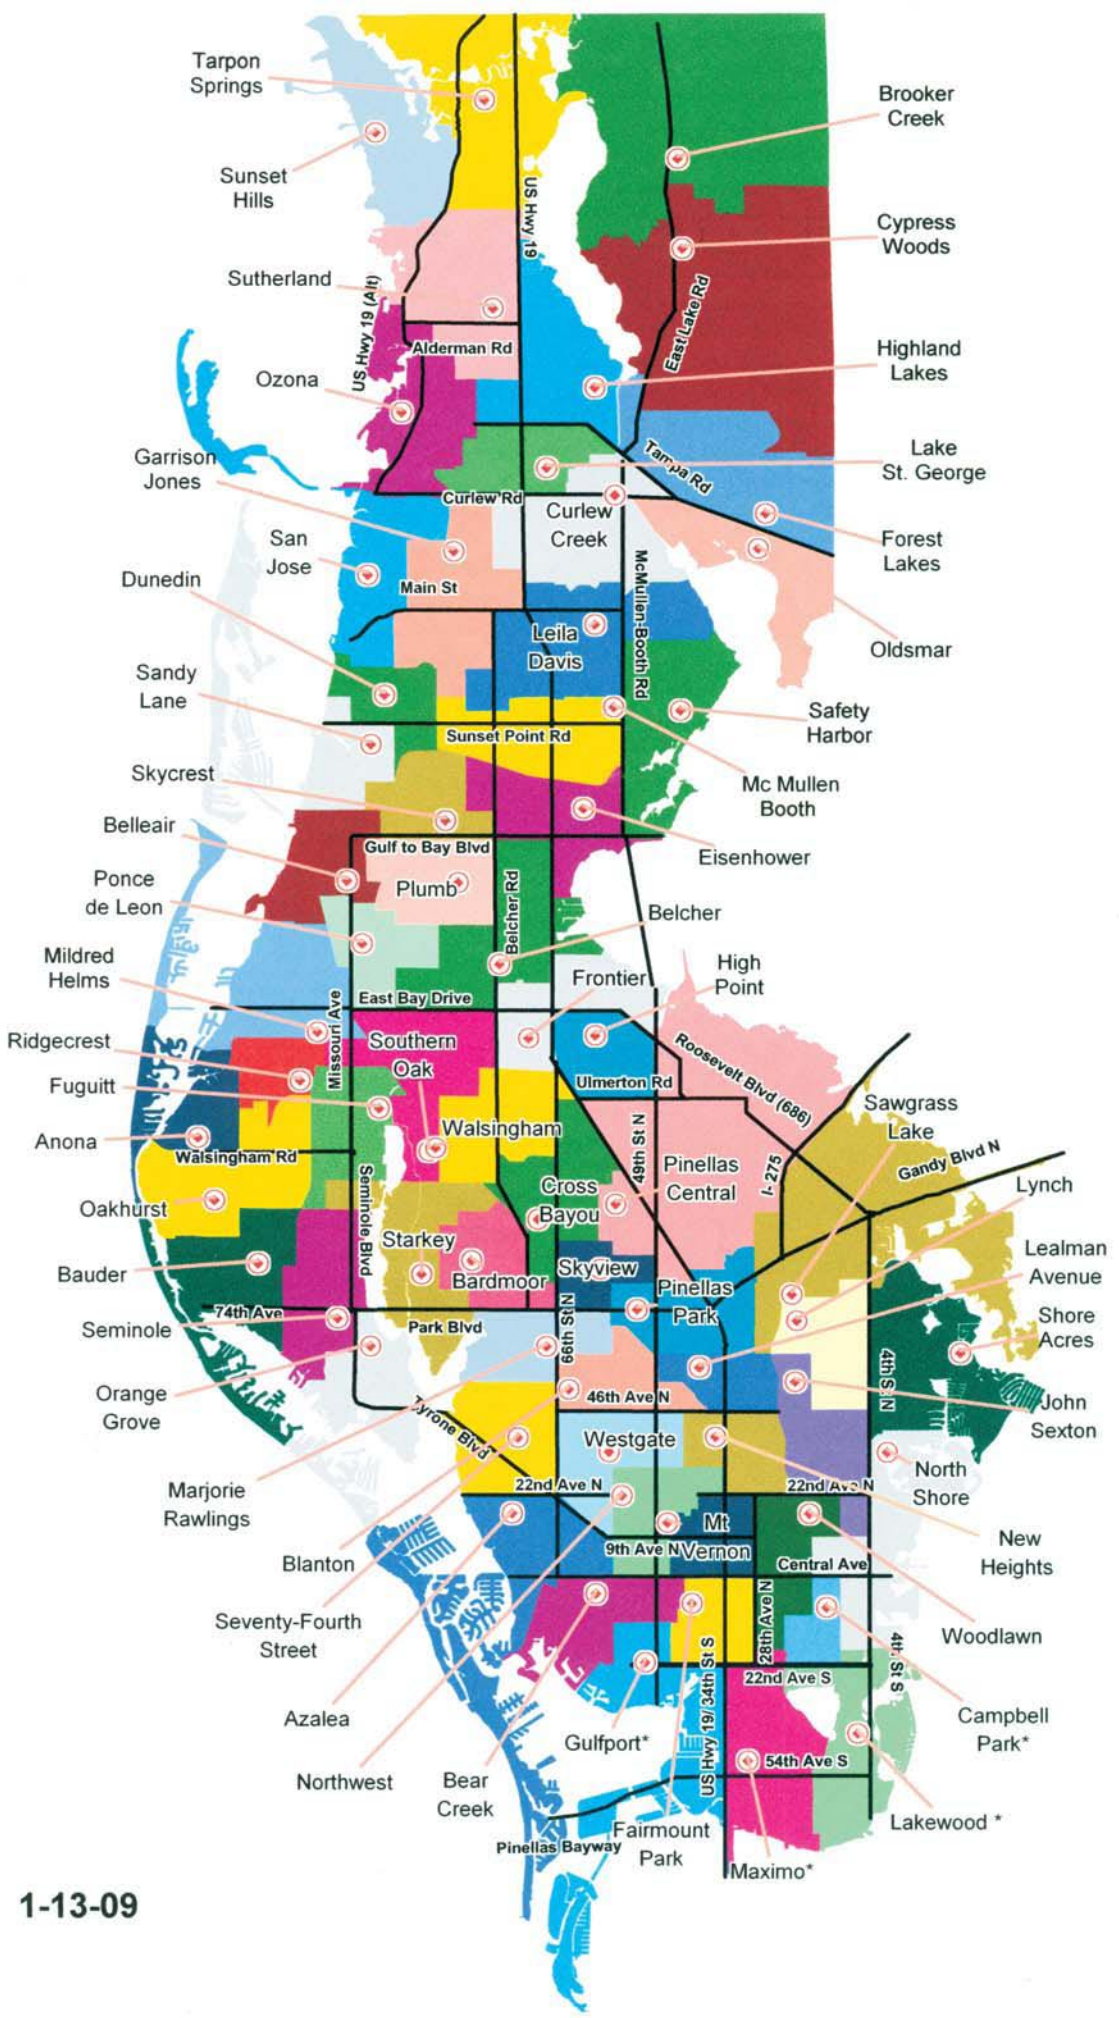 Tarpon
Springs
Brooker
Creek
Sunset
Hills
US Hwy 19
Cypress
Woods
Sutherland
US Hwy 19 (Alt)
East Lake Rd
Alderman Rd
Highland
Lakes
Ozona
Garrison
Jones
Tampa Rd
Lake
St. George
Curlew Rd
Curlew
Creek
San
Jose
Forest
Lakes
Dunedin
Main St
McMullen-Booth Rd
Leila
Davis
Oldsmar
Sandy
Lane
Safety
Harbor
Sunset Point Rd
Skycrest
Mc Mullen
Booth
Belleair
Gulf to Bay Blvd
Eisenhower
Ponce
de Leon
Plumb
Belcher Rd
Belcher
Mildred
Helms
Frontier
High
Point
East Bay Drive
Missouri Ave
Ridgecrest
Southern
Oak
Roosevelt Blvd (686)
Fuguitt
Ulmerton Rd
Sawgrass
Lake
Anona
Walsingham
49th St N
Walsingham Rd
Pinellas
Central
I- 275
Gandy Blvd N
Lynch
Oakhurst
Seminole Blvd
Cross
Bayou
Starkey
Lealman
Avenue
Bauder
Bardmoor
Skyview
Pinellas
Park
74th Ave
Seminole
Park Blvd
66th St N
Shore
Acres
Orange
Grove
4th St N
46th Ave N
John
Sexton
Tyrone Blvd
Westgate
North
Shore
Marjorie
Rawlings
22nd Ave N
22nd Ave N
Mt
Vernon
New
Heights
Blanton
9th Ave N
Central Ave
Seventy-Fourth
Street
28th Ave N
Woodlawn
4th St S
US Hwy 19/ 34th St S
22nd Ave S
Azalea
Gulfport*
Campbell
Park*
Northwest
Bear
Creek
54th Ave S
Lakewood *
Pinellas Bayway
Fairmount
Park
Maximo*
1-13-09